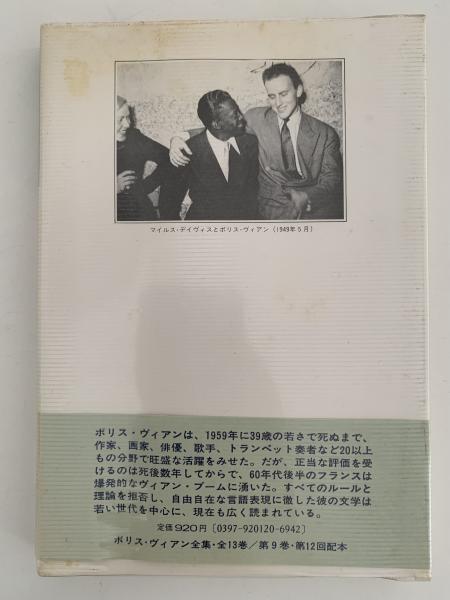 マイルス・デイヴィスとボリス・ヴィアン（1949年5月）
ボリス・ヴィアンは、1959年に39歳の若さで死ぬまで、
作家、画家、俳優、歌手、トランペット奏者など20以上
もの分野で旺盛な活躍をみせた。だが、正当な評価を受
けるのは死後数年してからで、60年代後半のフランスは
爆発的なヴィアン・ブームに湧いた。すべてのルールと
理論を拒否し、自由自在な言語表現に徹した彼の文学は
若い世代を中心に、現在も広く読まれている。
定価920円［0397-920120-6942］
ボリス・ヴィアン全集・全13巻／第9巻・第12回配本